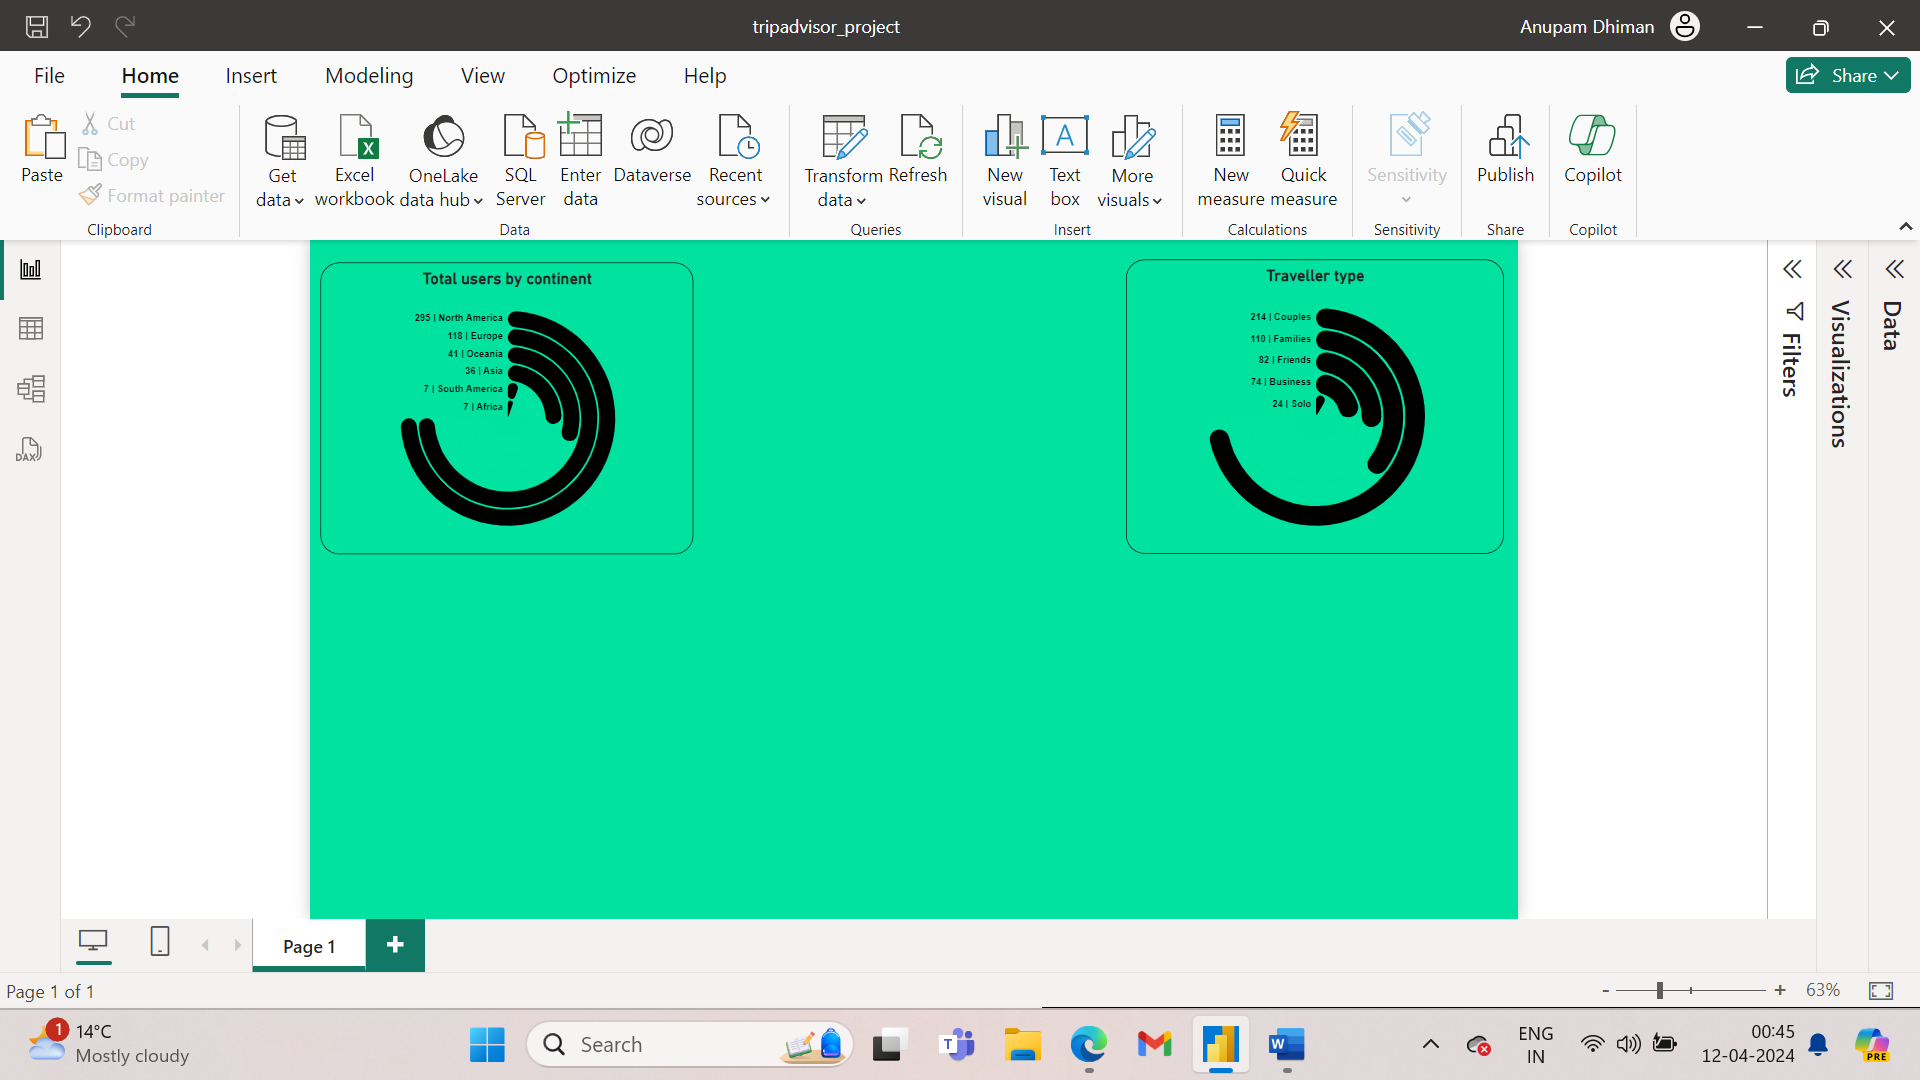 tripadvisor_project
Anupam Dhiman
File
Home
Insert
Modeling
View
Optimize
Help
Share
Paste
Cut
Copy
Format painter
Clipboard
Get data
Excel workbook
OneLake data hub
SQL Server
Enter data
Dataverse
Recent sources
Data
Transform data
Refresh
Queries
New visual
Text box
More visuals
Insert
New measure
Quick measure
Calculations
Sensitivity
Sensitivity
Publish
Share
Copilot
Copilot
DAX
Total users by continent
295 | North America
118 | Europe
41 | Oceania
36 | Asia
7 | South America
7 | Africa
Traveller type
214 | Couples
110 | Families
82 | Friends
74 | Business
24 | Solo
Filters
Visualizations
Data
Page 1
Page 1 of 1
63%
1
14°C
Mostly cloudy
Search
ENG
IN
00:45
12-04-2024
PRE